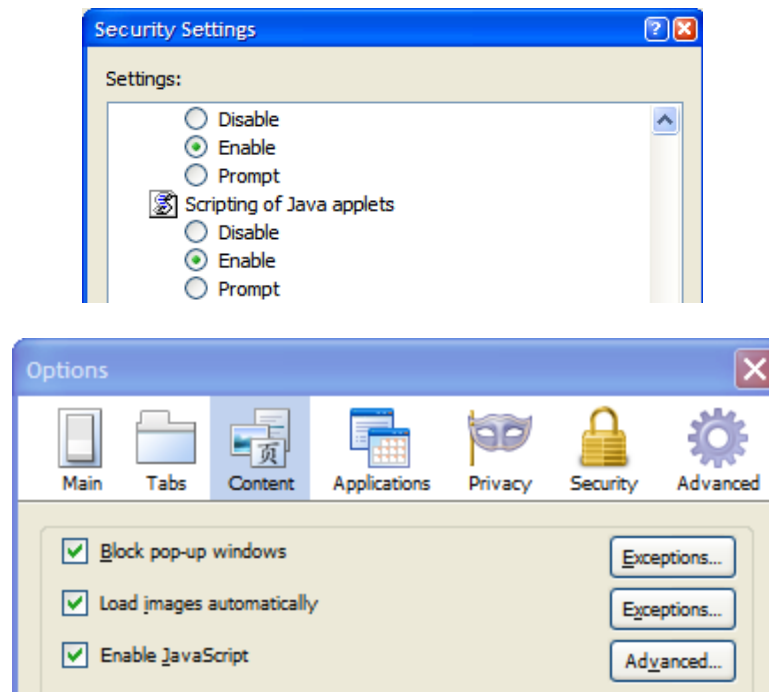 Security Settings
Settings:
Disable
Enable
Prompt
Scripting of Java applets
Disable
Enable
Prompt
Options
页
Main Tabs Content Applications Privacy Security Advanced
Block pop-up windows Exceptions...
Load images automatically Exceptions...
Enable JavaScript Advanced...